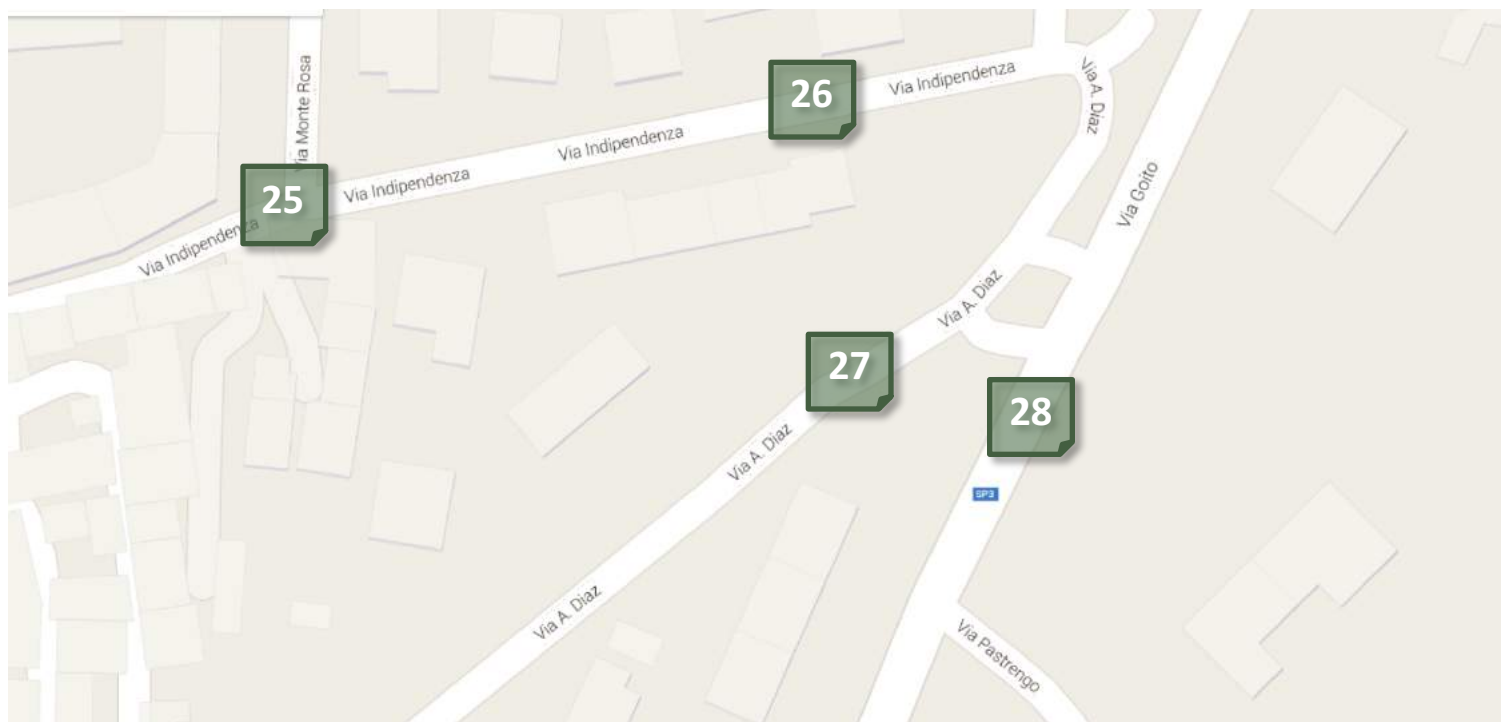 Via Monte Rosa
26
Via Indipendenza
Via A. Diaz
Via Indipendenza
25
Via Indipendenza
Via Indipendenza
Via Goito
Via A. Diaz
27
28
Via A. Diaz
SP3
Via A. Diaz
Via Pastrengo